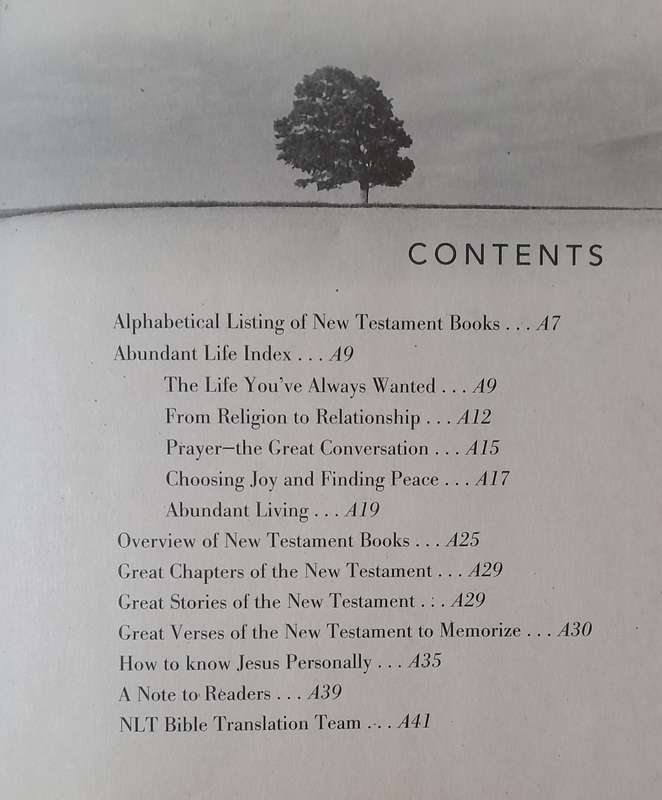 CONTENTS
Alphabetical Listing of New Testament Books . . . A7
Abundant Life Index . . . A9
The Life You've Always Wanted . . . A9
From Religion to Relationship . . . A12
Prayer—the Great Conversation . . . A15
Choosing Joy and Finding Peace . . . A17
Abundant Living . . . A19
Overview of New Testament Books . . . A25
Great Chapters of the New Testament . . . A29
Great Stories of the New Testament . . . A29
Great Verses of the New Testament to Memorize . . . A30
How to know Jesus Personally . . . A35
A Note to Readers . . . A39
NLT Bible Translation Team . . . A41